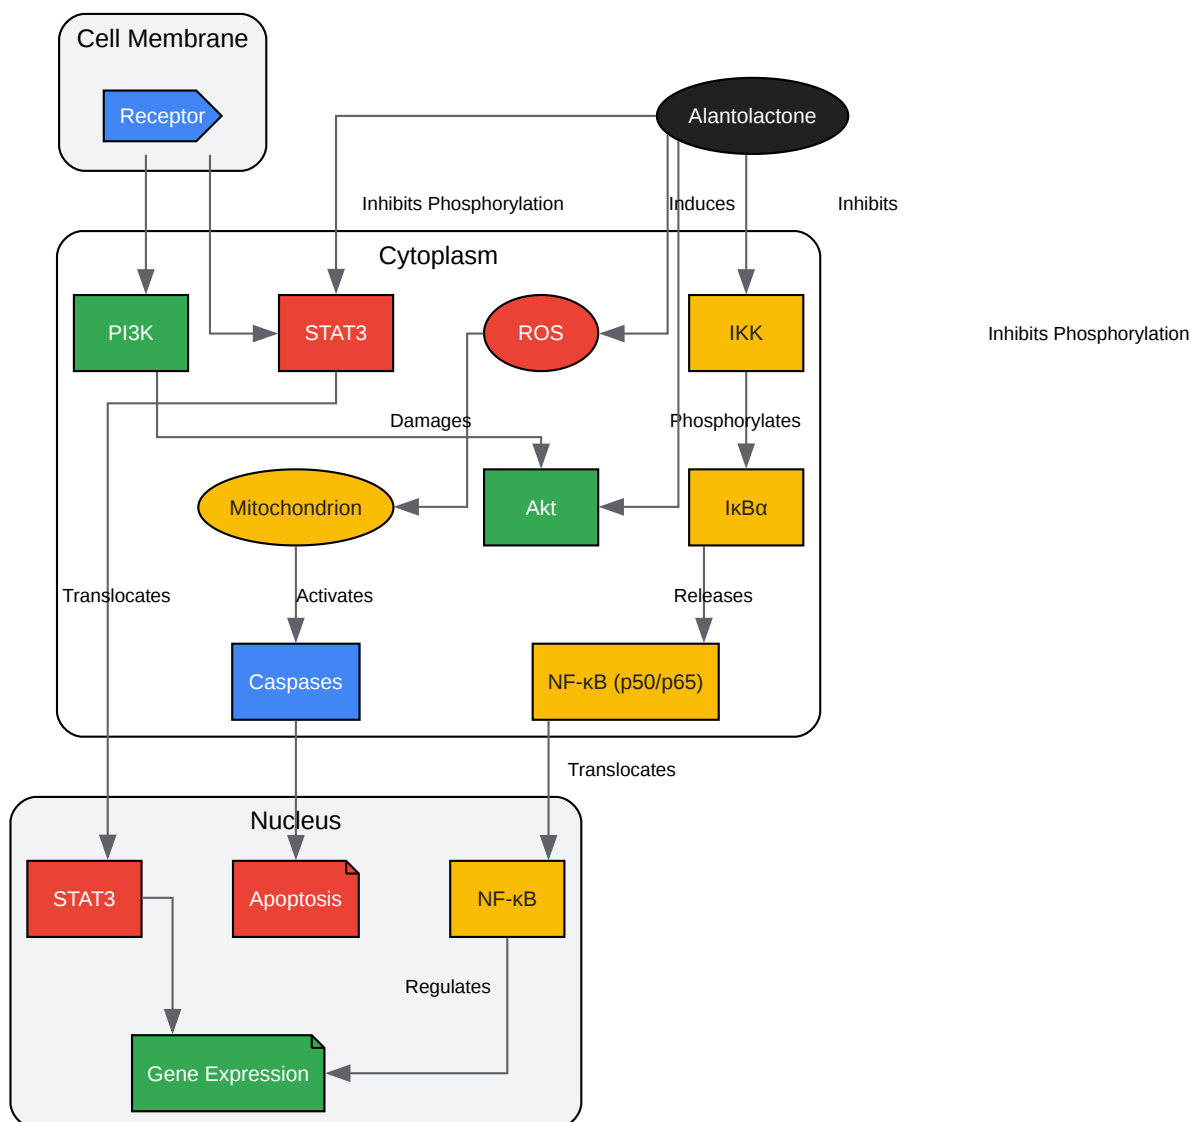 Cell Membrane
Receptor
Alantolactone
Inhibits Phosphorylation
Induces
Inhibits
Cytoplasm
PI3K
STAT3
ROS
IKK
Inhibits Phosphorylation
Damages
Phosphorylates
Mitochondrion
Akt
IκBα
Translocates
Activates
Releases
Caspases
NF-κB (p50/p65)
Translocates
Nucleus
STAT3
Apoptosis
NF-κB
Regulates
Gene Expression